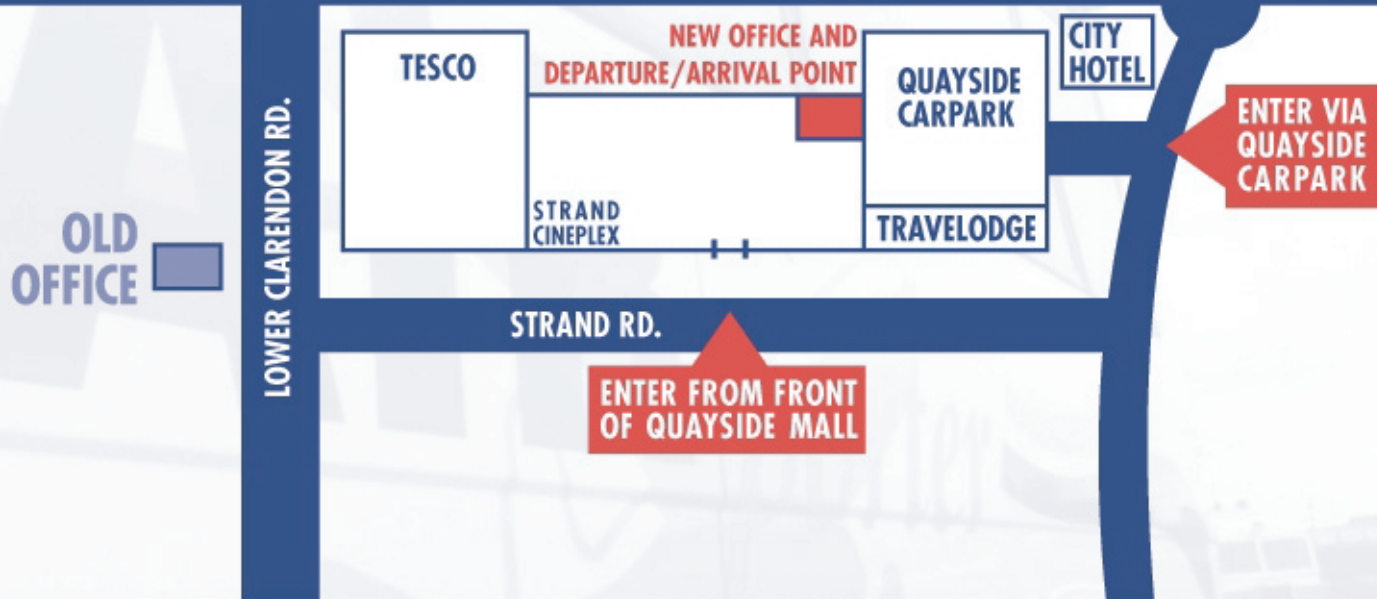 TESCO
NEW OFFICE AND
DEPARTURE/ARRIVAL POINT
QUAYSIDE
CARPARK
CITY
HOTEL
ENTER VIA
QUAYSIDE
CARPARK
LOWER CLARENDON RD.
OLD
OFFICE
STRAND
CINEPLEX
TRAVELODGE
STRAND RD.
ENTER FROM FRONT
OF QUAYSIDE MALL